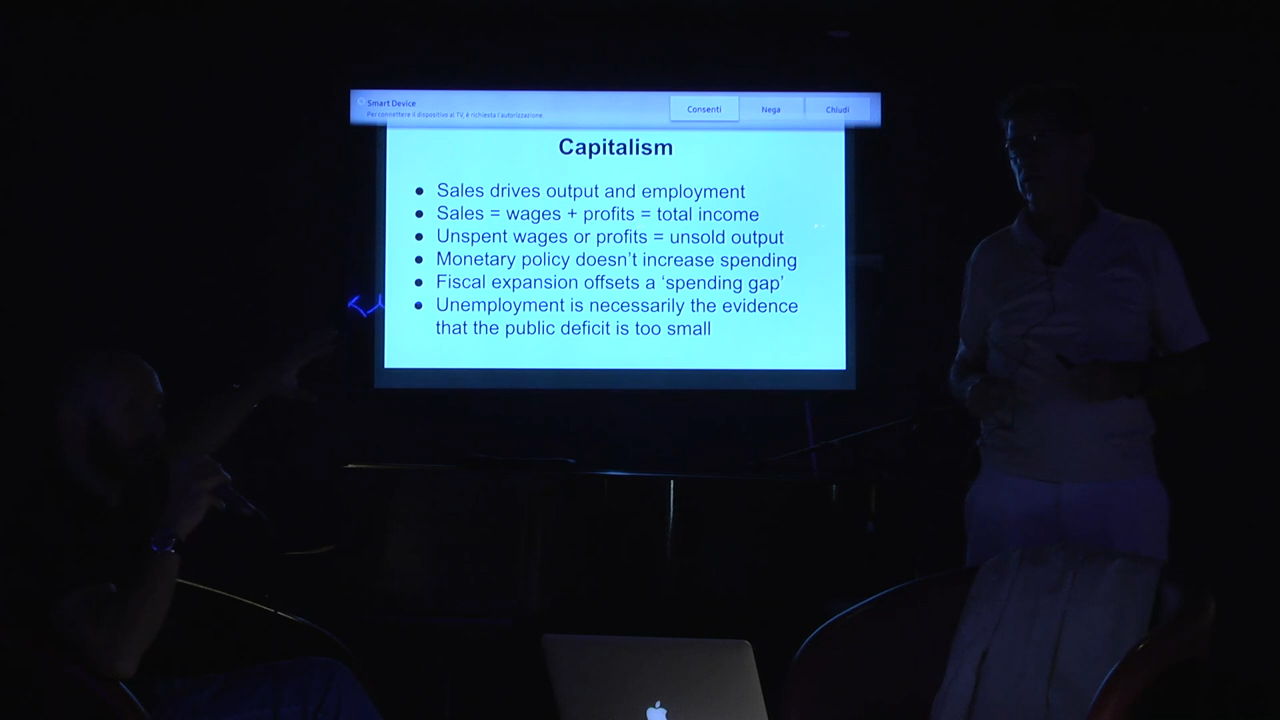 Smart Device
Per connettere il dispositivo al TV, è richiesta l'autorizzazione.
Consenti
Nega
Chiudi
Capitalism
● Sales drives output and employment
● Sales = wages + profits = total income
● Unspent wages or profits = unsold output
● Monetary policy doesn't increase spending
● Fiscal expansion offsets a ‘spending gap’
● Unemployment is necessarily the evidence
that the public deficit is too small